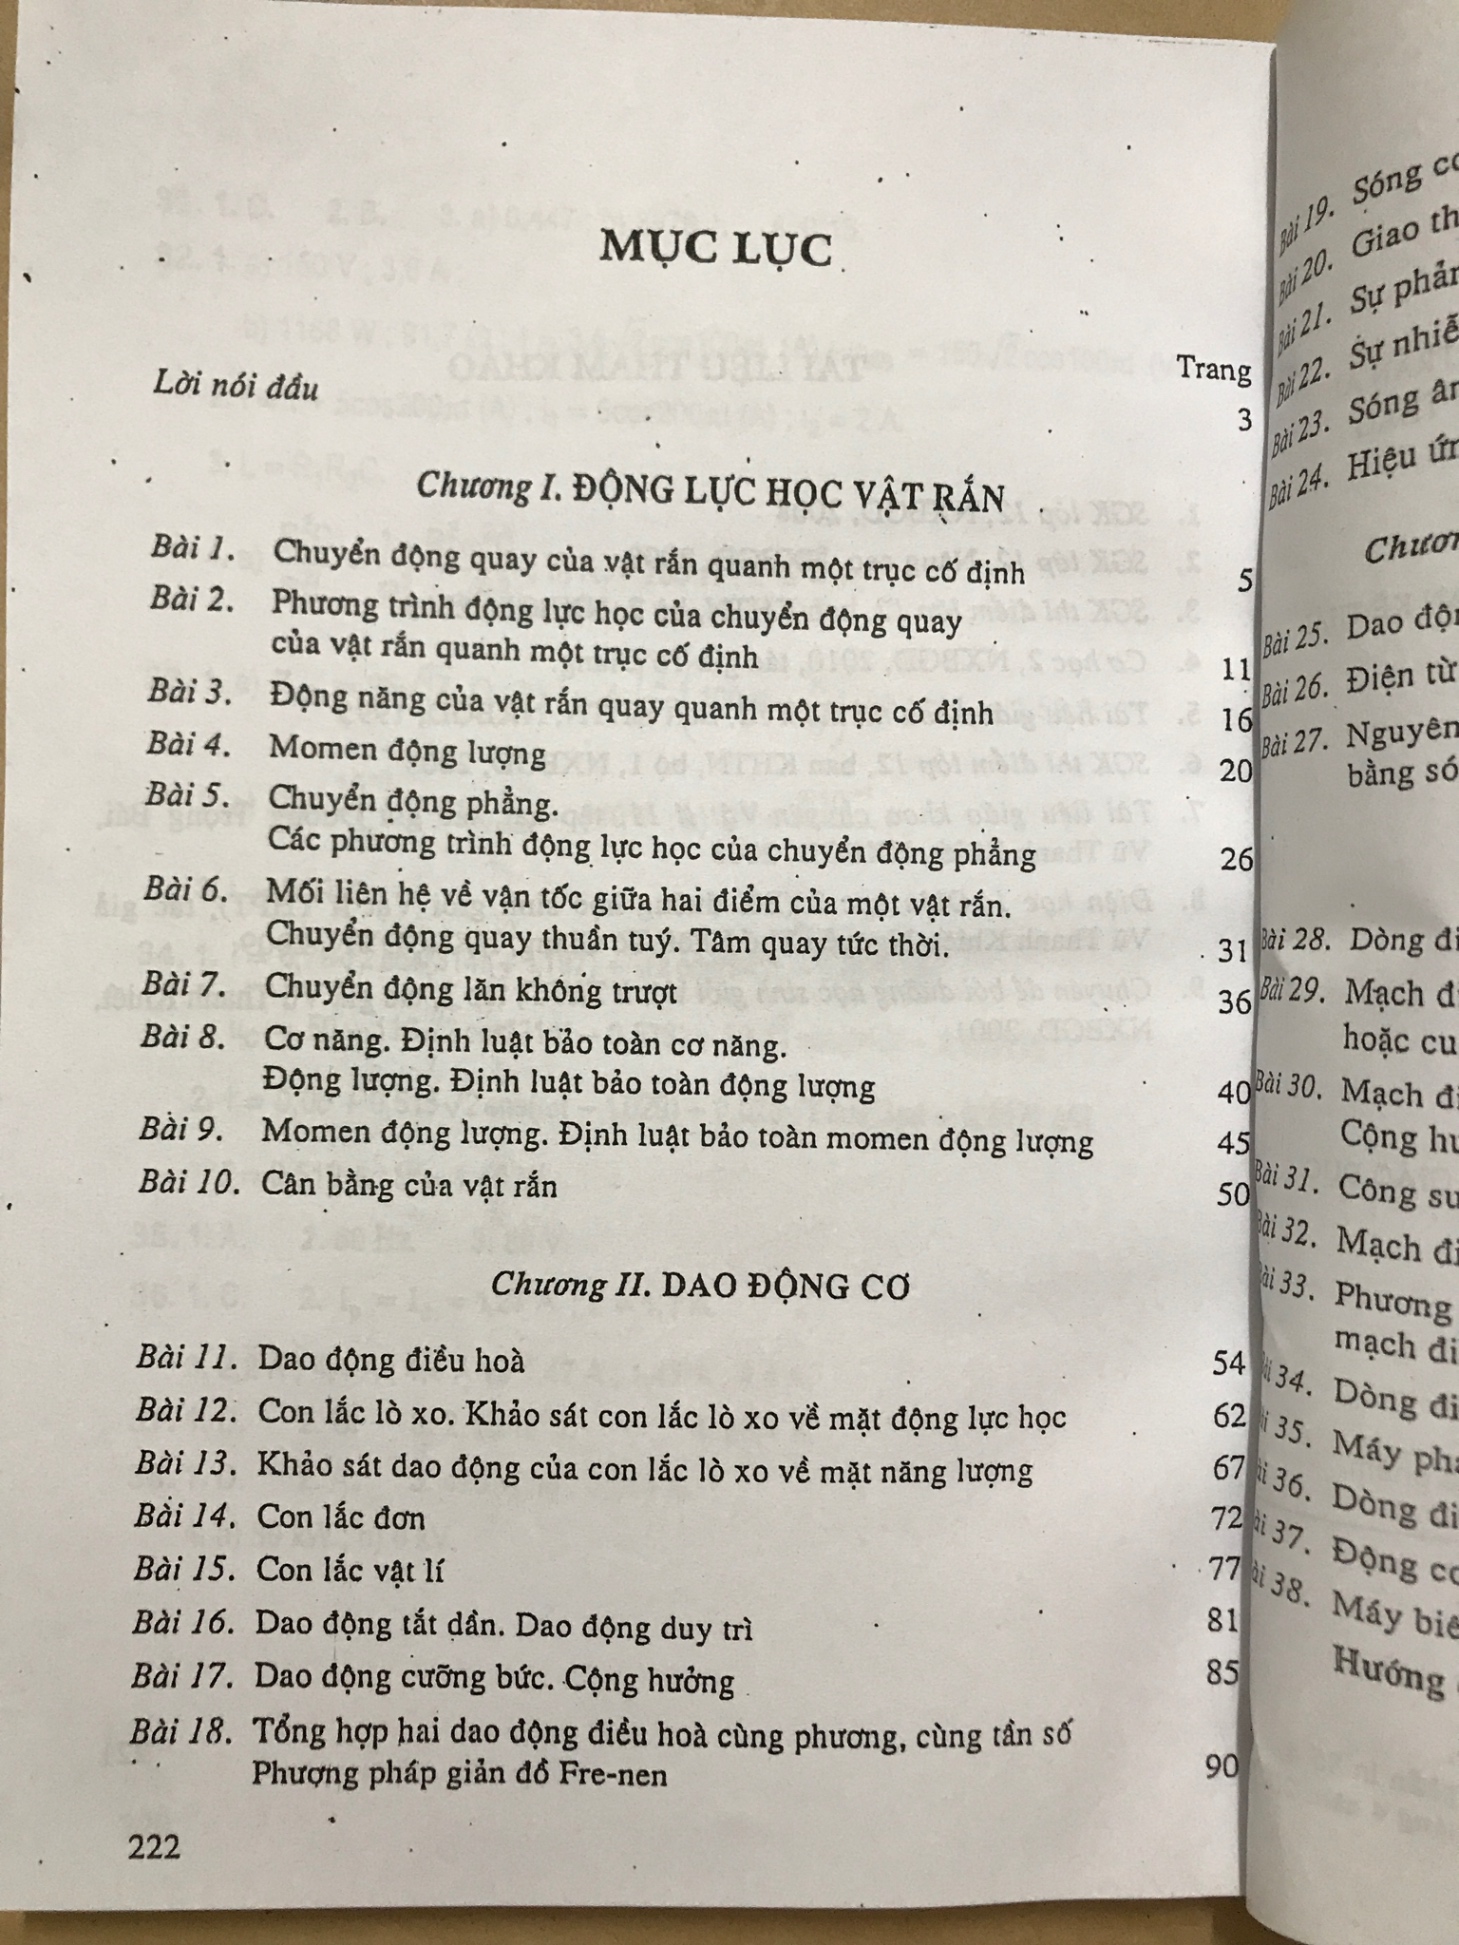 MỤC LỤC
Trang
Lời nói đầu 3
Chương I. ĐỘNG LỰC HỌC VẬT RẮN
Bài 1. Chuyển động quay của vật rắn quanh một trục cố định 5
Bài 2. Phương trình động lực học của chuyển động quay
của vật rắn quanh một trục cố định 11
Bài 3. Động năng của vật rắn quay quanh một trục cố định 16
Bài 4. Momen động lượng 20
Bài 5. Chuyển động phẳng.
Các phương trình động lực học của chuyển động phẳng 26
Bài 6. Mối liên hệ về vận tốc giữa hai điểm của một vật rắn.
Chuyển động quay thuần tuý. Tâm quay tức thời. 31
Bài 7. Chuyển động lăn không trượt 36
Bài 8. Cơ năng. Định luật bảo toàn cơ năng.
Động lượng. Định luật bảo toàn động lượng 40
Bài 9. Momen động lượng. Định luật bảo toàn momen động lượng 45
Bài 10. Cân bằng của vật rắn 50
Chương II. DAO ĐỘNG CƠ
Bài 11. Dao động điều hoà 54
Bài 12. Con lắc lò xo. Khảo sát con lắc lò xo về mặt động lực học 62
Bài 13. Khảo sát dao động của con lắc lò xo về mặt năng lượng 67
Bài 14. Con lắc đơn 72
Bài 15. Con lắc vật lí 77
Bài 16. Dao động tắt dần. Dao động duy trì 81
Bài 17. Dao động cưỡng bức. Cộng hưởng 85
Bài 18. Tổng hợp hai dao động điều hoà cùng phương, cùng tần số
Phương pháp giản đồ Fre-nen 90
222
Bài 19. Sóng
Bài 20. Giao
Bài 21. Sự
Bài 22. Sự
Bài 23. Sóng
Bài 24. Hiệu
Bài 25. Dao
Bài 26. Điện từ
Bài 27. Nguyên
bằng
Bài 28. Dòng
Bài 29. Mạch
hoặc
Bài 30. Mạch
Cộng
Bài 31. Công
Bài 32. Mạch
33. Phương
mạch
34. Dòng
35. Máy
36. Dòng
37. Động
38. Máy
Hướng